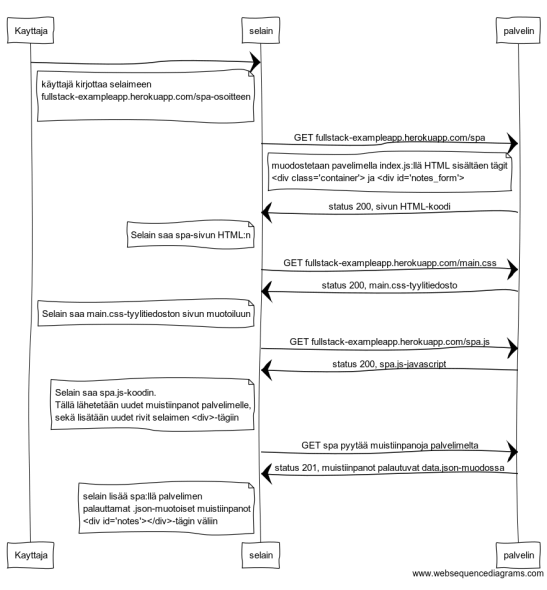 Kayttaja
selain
palvelin
käyttäjä kirjottaa selaimeen
fullstack-exampleapp.herokuapp.com/spa-osoitteen
GET fullstack-exampleapp.herokuapp.com/spa
muodostetaan pavelimella index.js:llä HTML sisältäen tägit
<div class='container'> ja <div id='notes_form'>
status 200, sivun HTML-koodi
Selain saa spa-sivun HTML:n
GET fullstack-exampleapp.herokuapp.com/main.css
status 200, main.css-tyylitiedosto
Selain saa main.css-tyylitiedoston sivun muotoiluun
GET fullstack-exampleapp.herokuapp.com/spa.js
status 200, spa.js-javascript
Selain saa spa.js-koodin.
Tällä lähetetään uudet muistiinpanot palvelimelle,
sekä lisätään uudet rivit selaimen <div>-tägiin
GET spa pyytää muistiinpanoja palvelimelta
status 201, muistiinpanot palautuvat data.json-muodossa
selain lisää spa:llä palvelimen
palauttamat .json-muotoiset muistiinpanot
<div id='notes'></div>-tägin väliin
Kayttaja
selain
palvelin
www.websequencediagrams.com